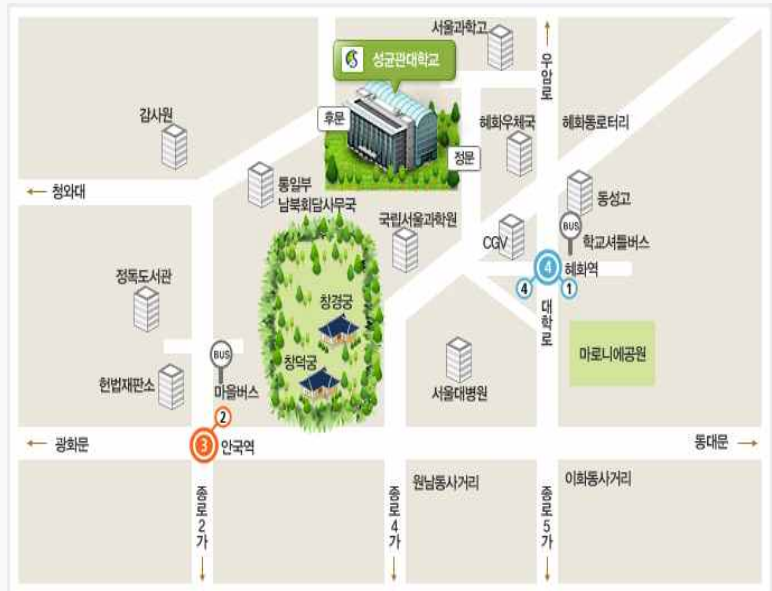 서울과학고
우암로
성균관대학교
감사원
후문
혜화우체국
혜화동로터리
정문
청와대
통일부
남북회담사무국
동성고
국립서울과학원
CGV
BUS
학교셔틀버스
4
혜화역
4
1
정독도서관
창경궁
대학로
마로니에공원
BUS
창덕궁
헌법재판소
마을버스
서울대병원
2
광화문
3
안국역
동대문
원남동사거리
이화동사거리
종로2가
종로4가
종로5가